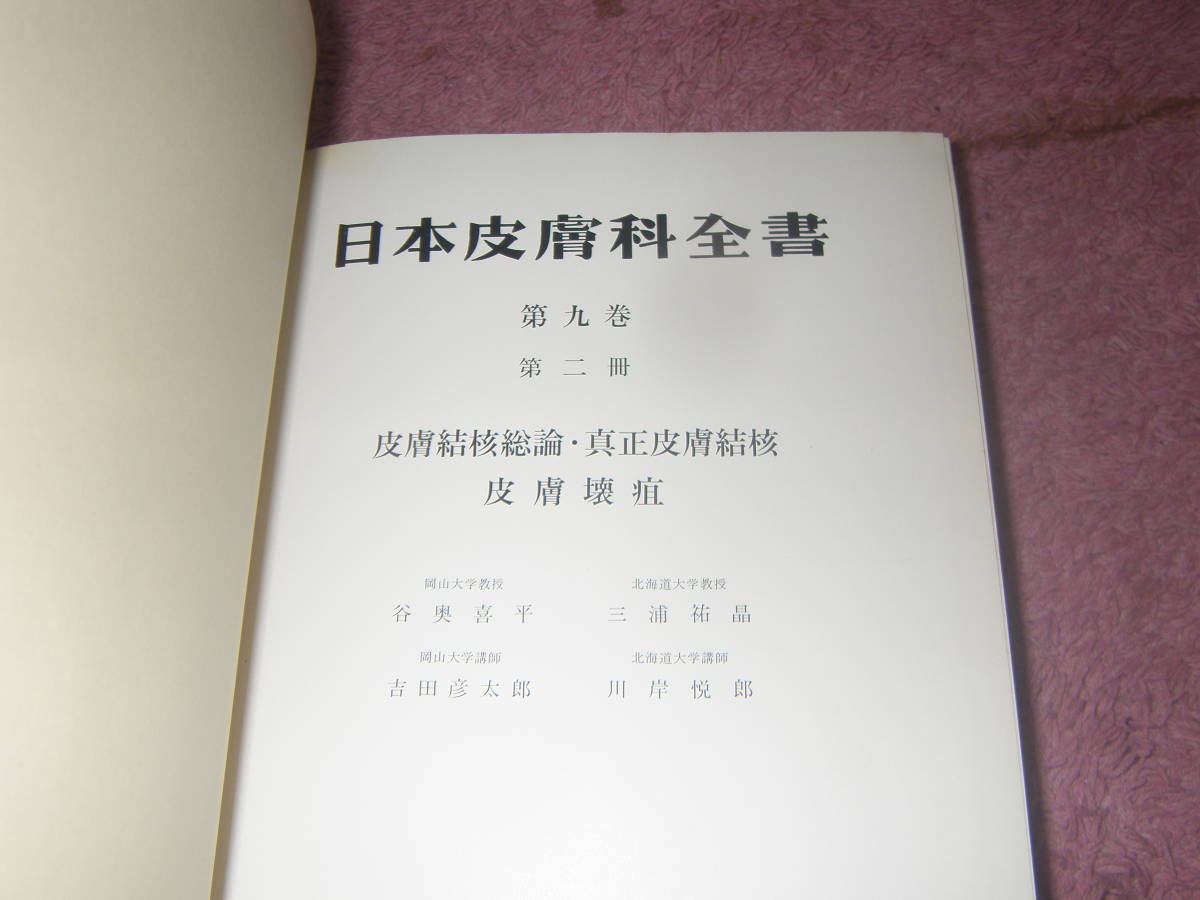 日本皮膚科全書
第九巻
第二冊
皮膚結核総論・真正皮膚結核
皮膚壊疽
岡山大学教授 北海道大学教授
谷奥喜平 三浦祐晶
岡山大学講師 北海道大学講師
吉田彦太郎 川岸悦郎